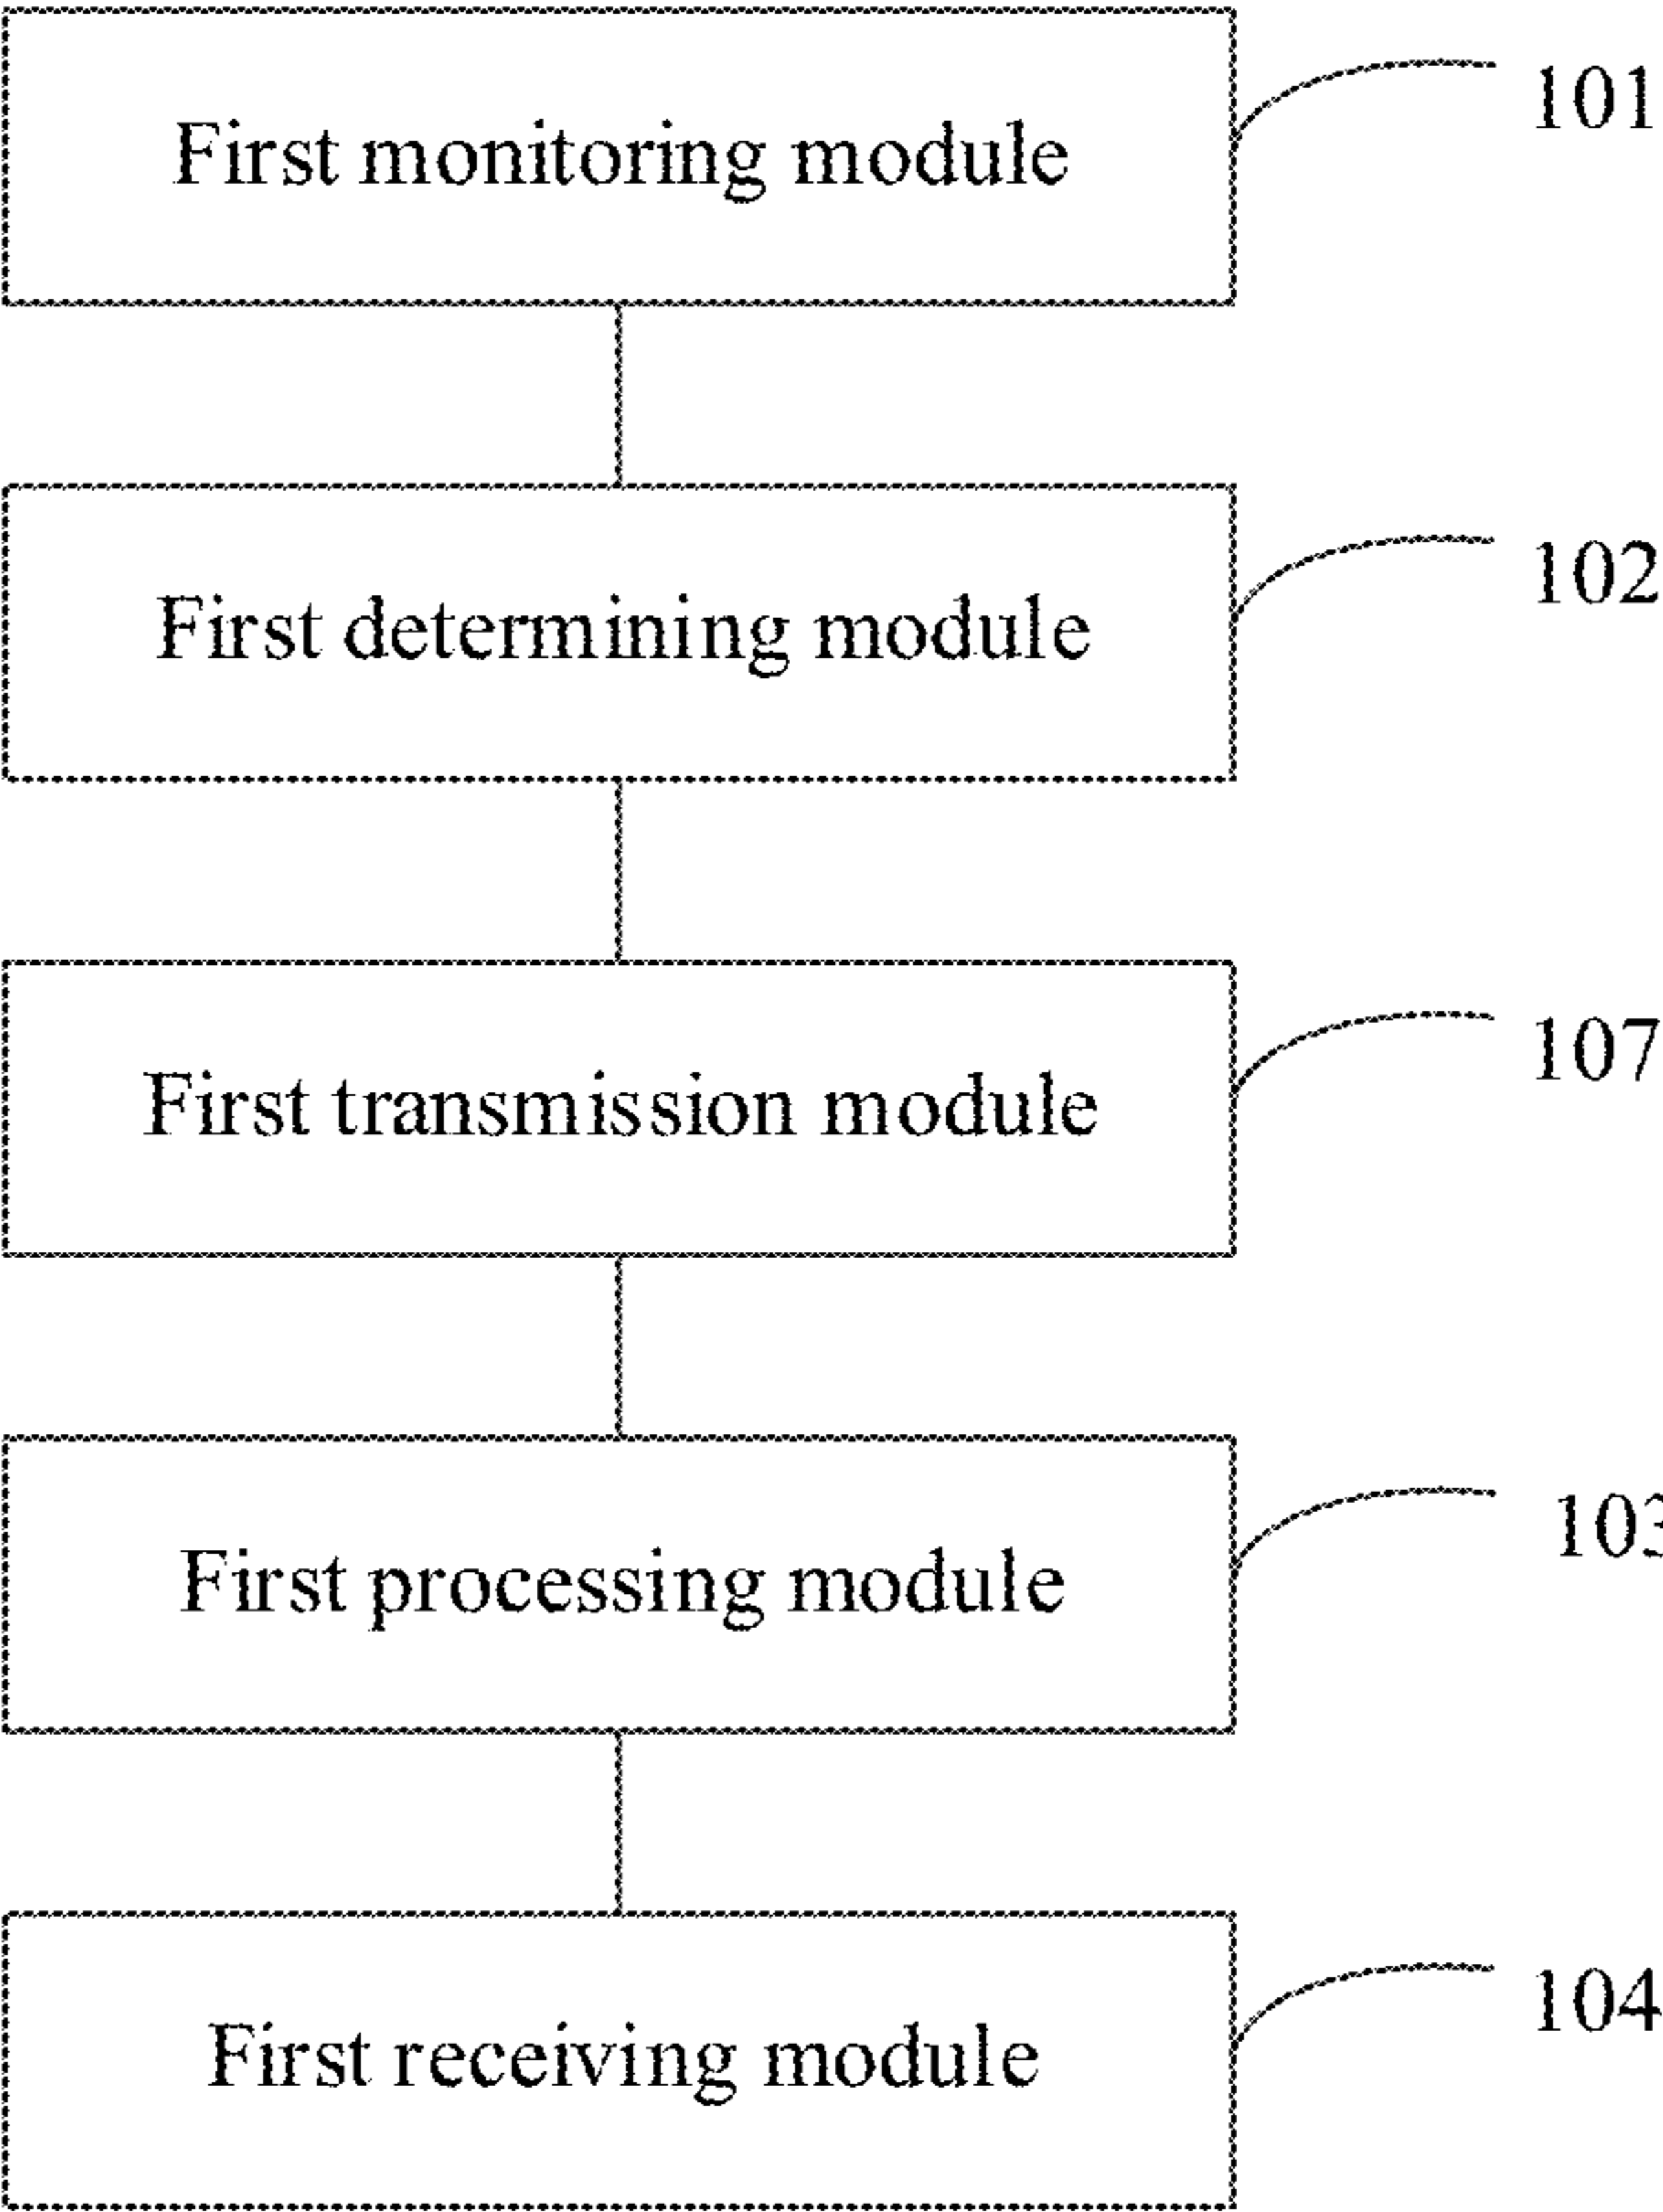 First monitoring module 101
First determining module 102
First transmission module 107
First processing module 103
First receiving module 104